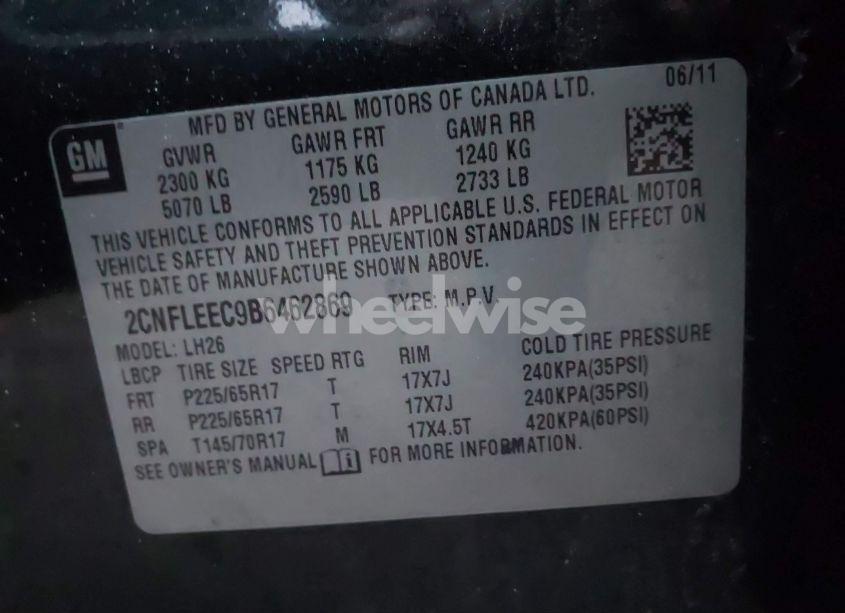 06/11
MFD BY GENERAL MOTORS OF CANADA LTD.
GM
GVWR GAWR FRT GAWR RR
2300 KG 1175 KG 1240 KG
5070 LB 2590 LB 2733 LB
THIS VEHICLE CONFORMS TO ALL APPLICABLE U.S. FEDERAL MOTOR
VEHICLE SAFETY AND THEFT PREVENTION STANDARDS IN EFFECT ON
THE DATE OF MANUFACTURE SHOWN ABOVE.
2CNFLEEC9B6462869 TYPE: M.P.V.
wheelwise
MODEL: LH26
LBCP TIRE SIZE SPEED RTG RIM COLD TIRE PRESSURE
FRT P225/65R17 T 17X7J 240KPA(35PSI)
RR P225/65R17 T 17X7J 240KPA(35PSI)
SPA T145/70R17 M 17X4.5T 420KPA(60PSI)
SEE OWNER'S MANUAL i FOR MORE INFORMATION.